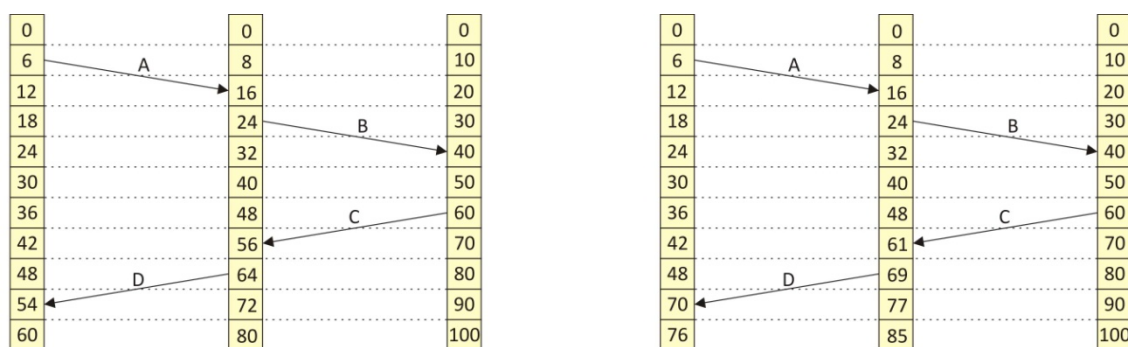 0 0 0 0 0 0
6 A 8 10 6 A 8 10
12 16 20 12 16 20
18 24 B 30 18 24 B 30
24 32 40 24 32 40
30 40 50 30 40 50
36 48 C 60 36 48 C 60
42 56 70 42 61 70
48 D 64 80 48 D 69 80
54 72 90 70 77 90
60 80 100 76 85 100